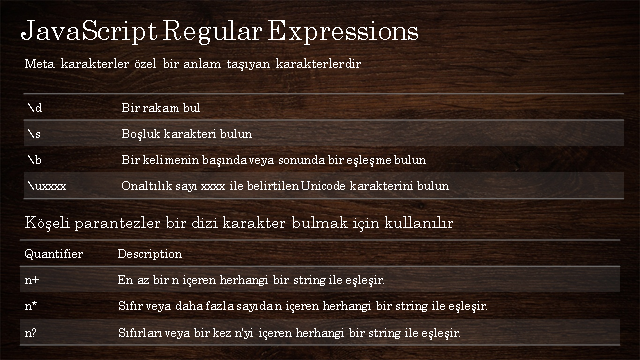 JavaScript Regular Expressions
Meta karakterler özel bir anlam taşıyan karakterlerdir
\d Bir rakam bul
\s Boşluk karakteri bulun
\b Bir kelimenin başında veya sonunda bir eşleşme bulun
\uxxxx Onaltılık sayı xxxx ile belirtilen Unicode karakterini bulun
Köşeli parantezler bir dizi karakter bulmak için kullanılır
Quantifier Description
n+ En az bir n içeren herhangi bir string ile eşleşir.
n* Sıfır veya daha fazla sayıda n içeren herhangi bir string ile eşleşir.
n? Sıfırları veya bir kez n'yi içeren herhangi bir string ile eşleşir.